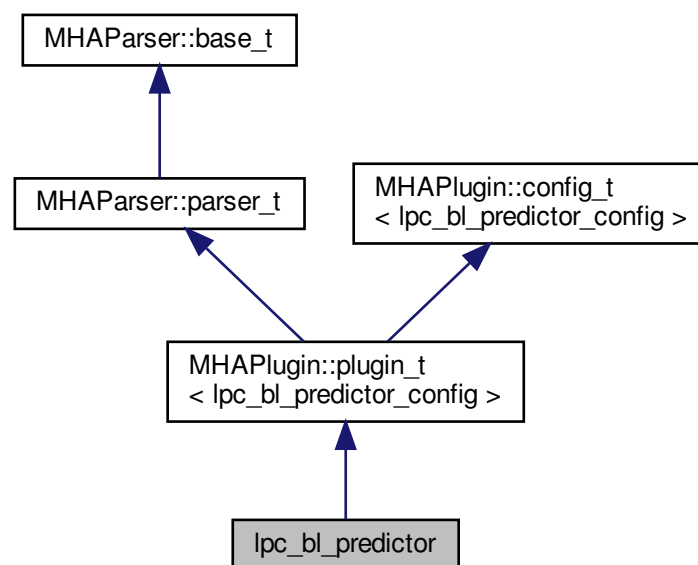 MHAParser::base_t
MHAParser::parser_t
MHAPlugin::config_t
< lpc_bl_predictor_config >
MHAPlugin::plugin_t
< lpc_bl_predictor_config >
lpc_bl_predictor